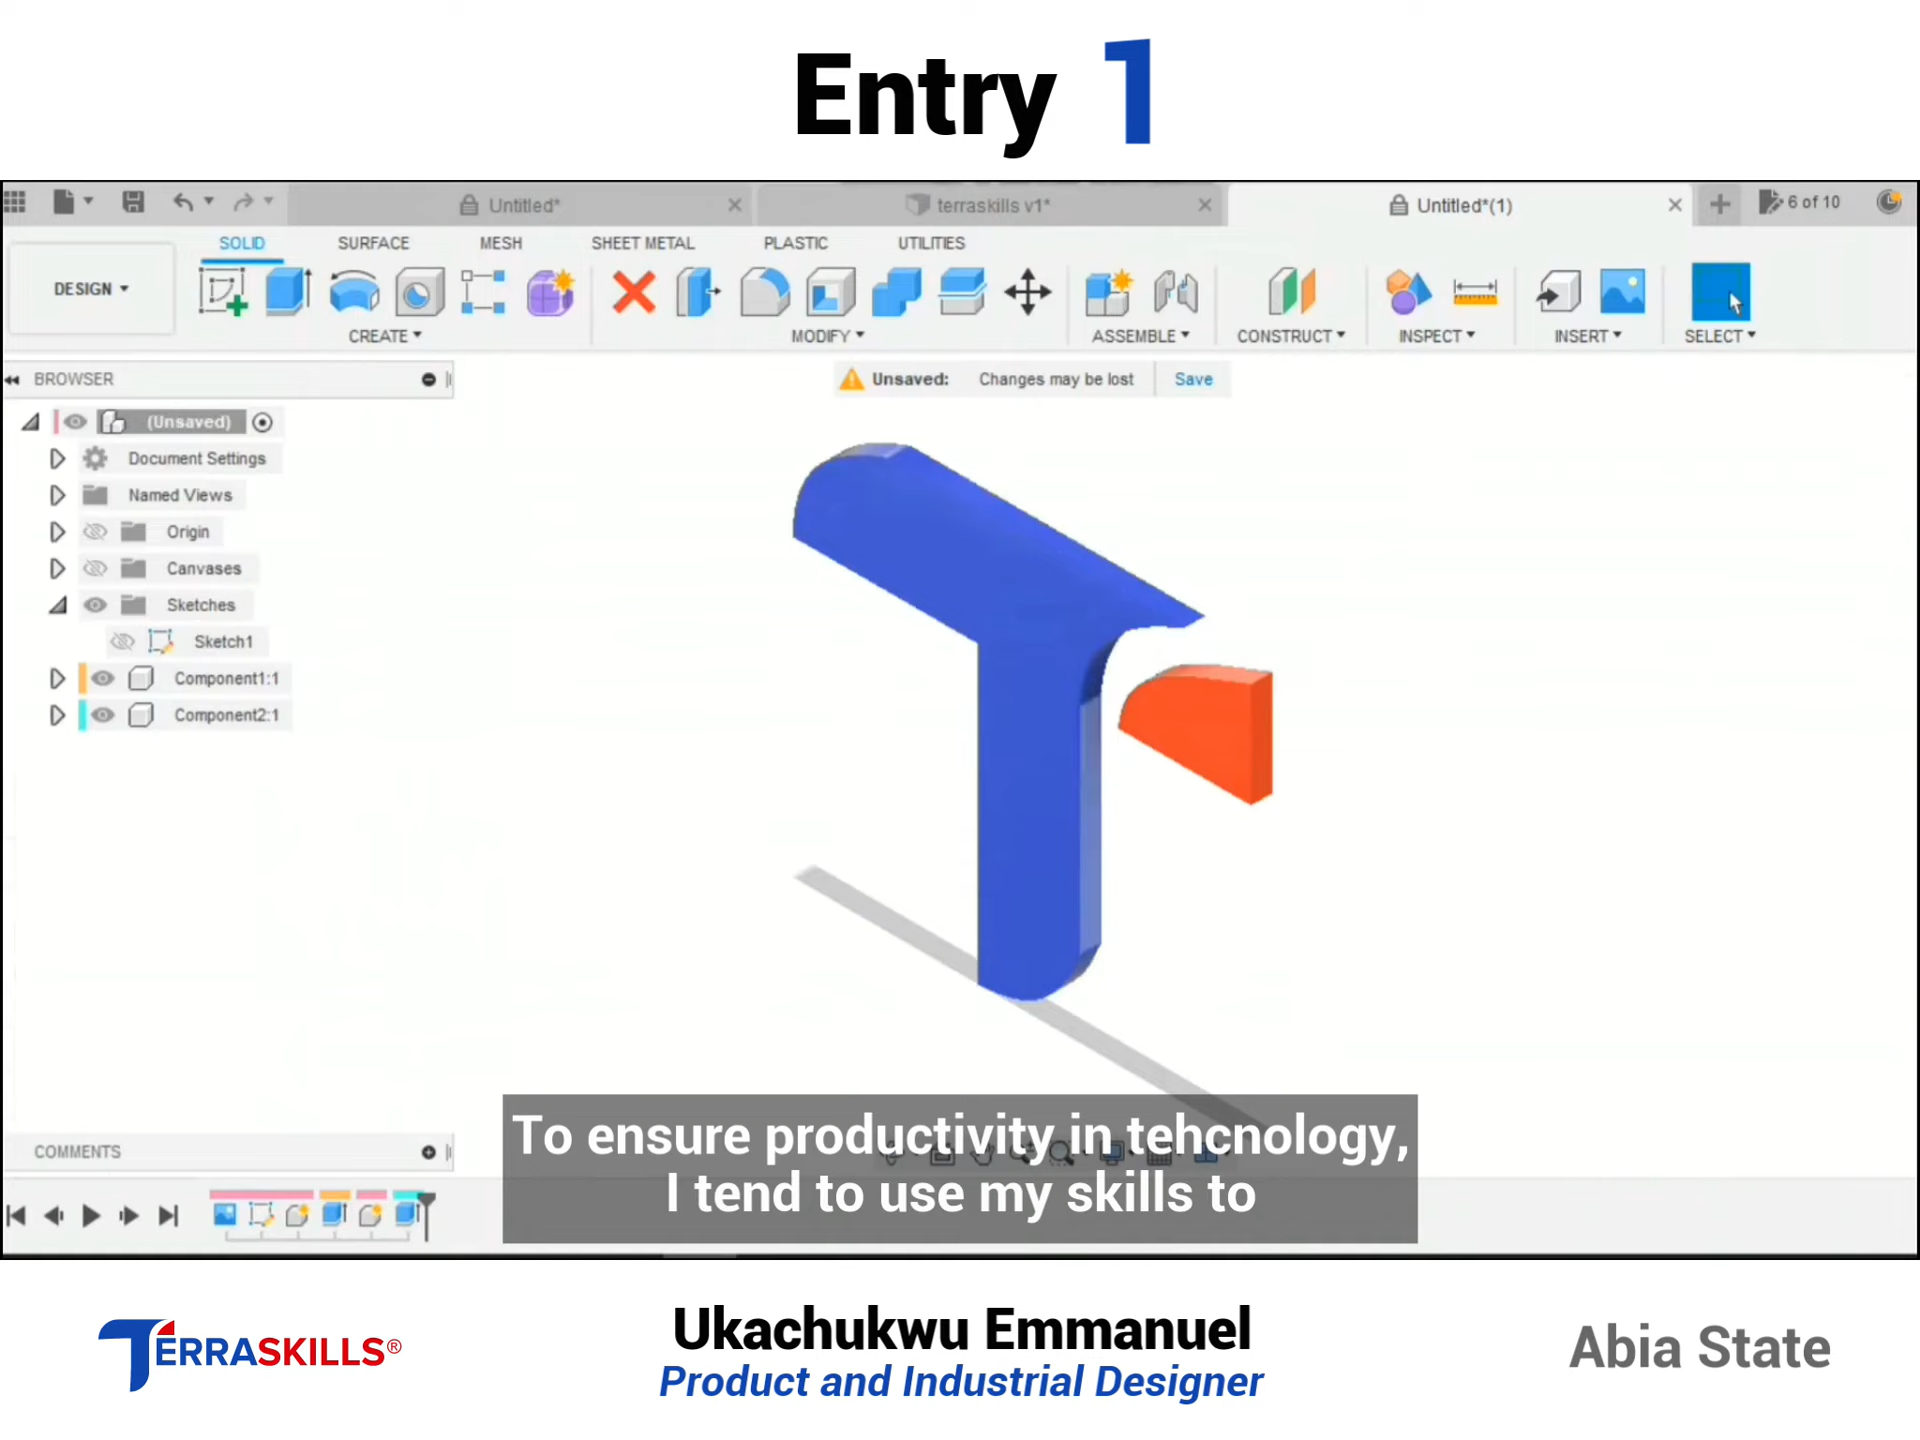 Entry 1
Untitled*
terraskills v1*
Untitled*(1)
6 of 10
SOLID
SURFACE
MESH
SHEET METAL
PLASTIC
UTILITIES
DESIGN
CREATE
MODIFY
ASSEMBLE
CONSTRUCT
INSPECT
INSERT
SELECT
BROWSER
Unsaved: Changes may be lost Save
(Unsaved)
Document Settings
Named Views
Origin
Canvases
Sketches
Sketch1
Component1:1
Component2:1
COMMENTS
To ensure productivity in tehcnology,
I tend to use my skills to
TERRASKILLS®
Ukachukwu Emmanuel
Product and Industrial Designer
Abia State